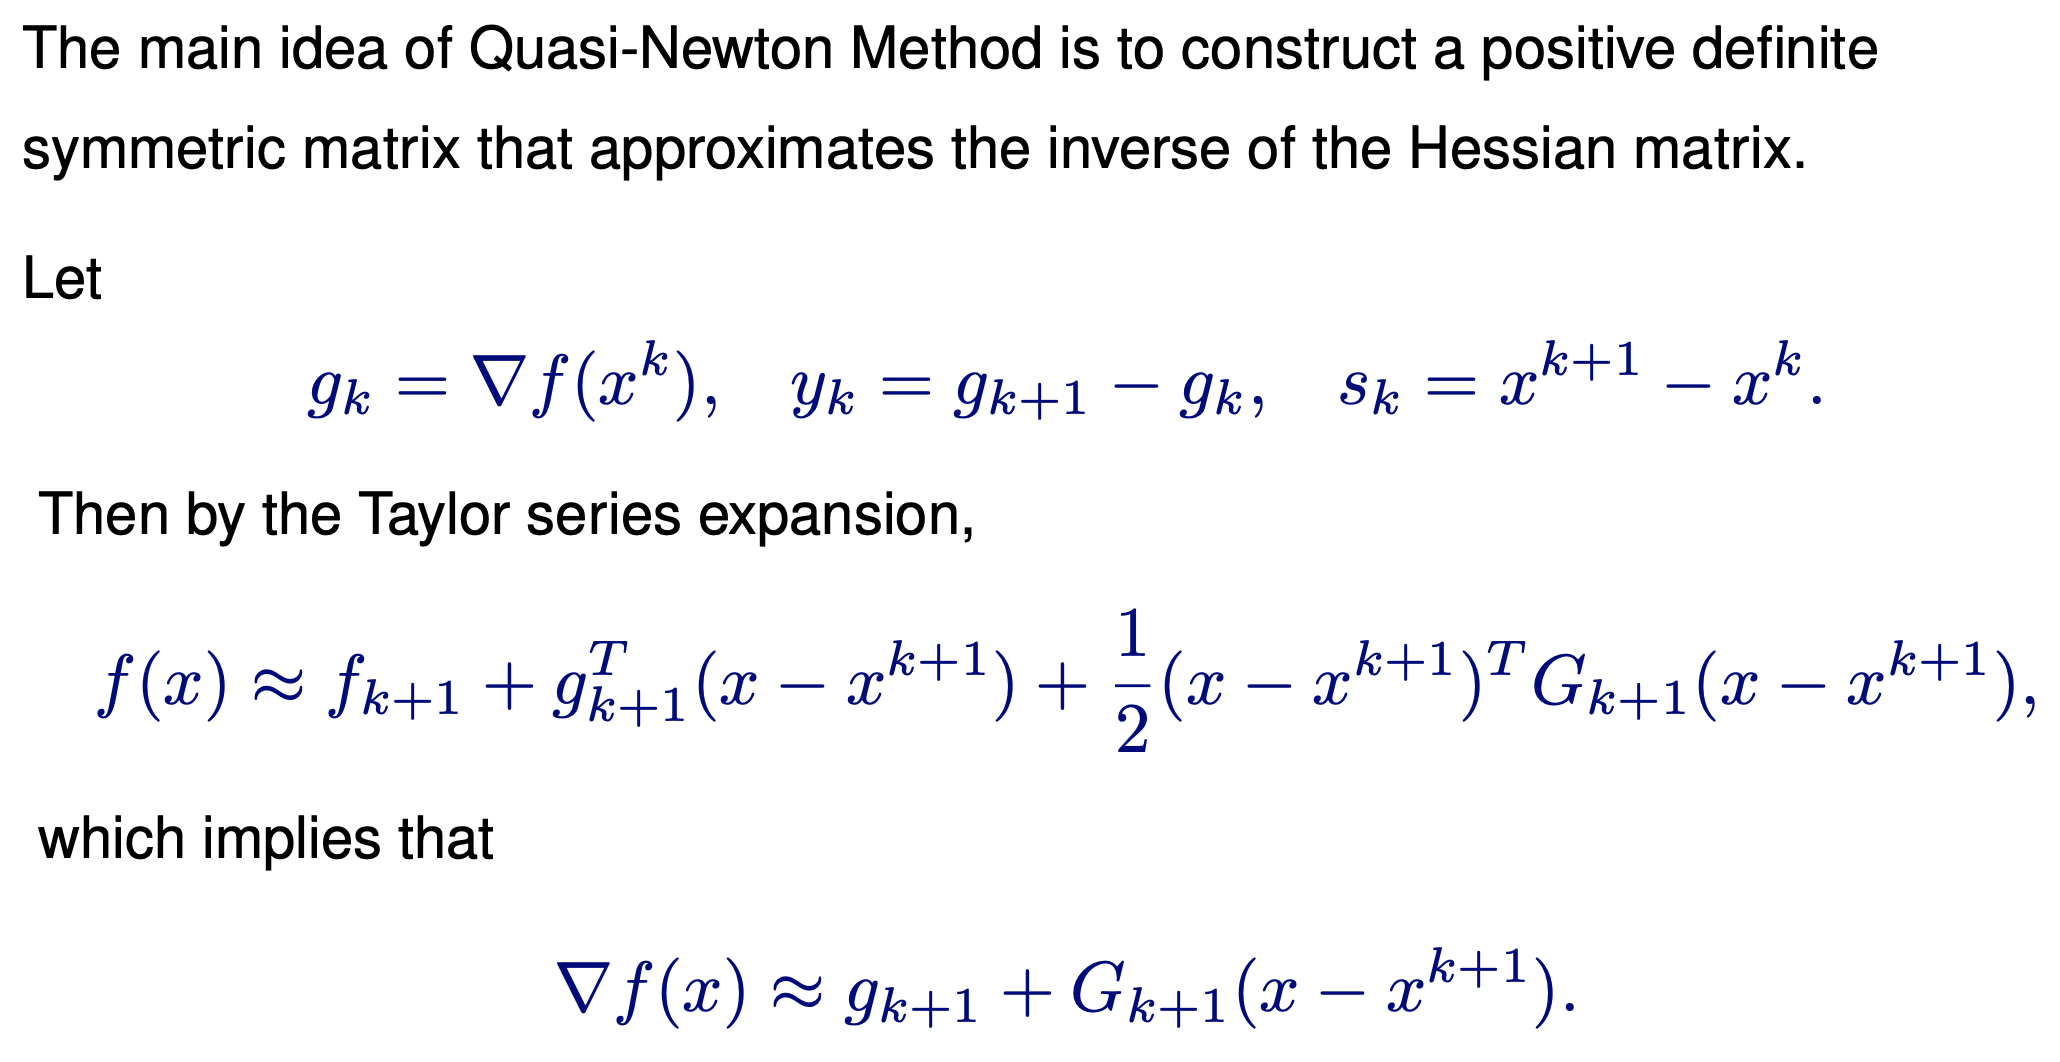 The main idea of Quasi-Newton Method is to construct a positive definite
symmetric matrix that approximates the inverse of the Hessian matrix.
Let
$g_k = \nabla f(x^k), \quad y_k = g_{k+1} - g_k, \quad s_k = x^{k+1} - x^k.$
Then by the Taylor series expansion,
$f(x) \approx f_{k+1} + g_{k+1}^T(x - x^{k+1}) + \frac{1}{2}(x - x^{k+1})^T G_{k+1}(x - x^{k+1}),$
which implies that
$\nabla f(x) \approx g_{k+1} + G_{k+1}(x - x^{k+1}).$